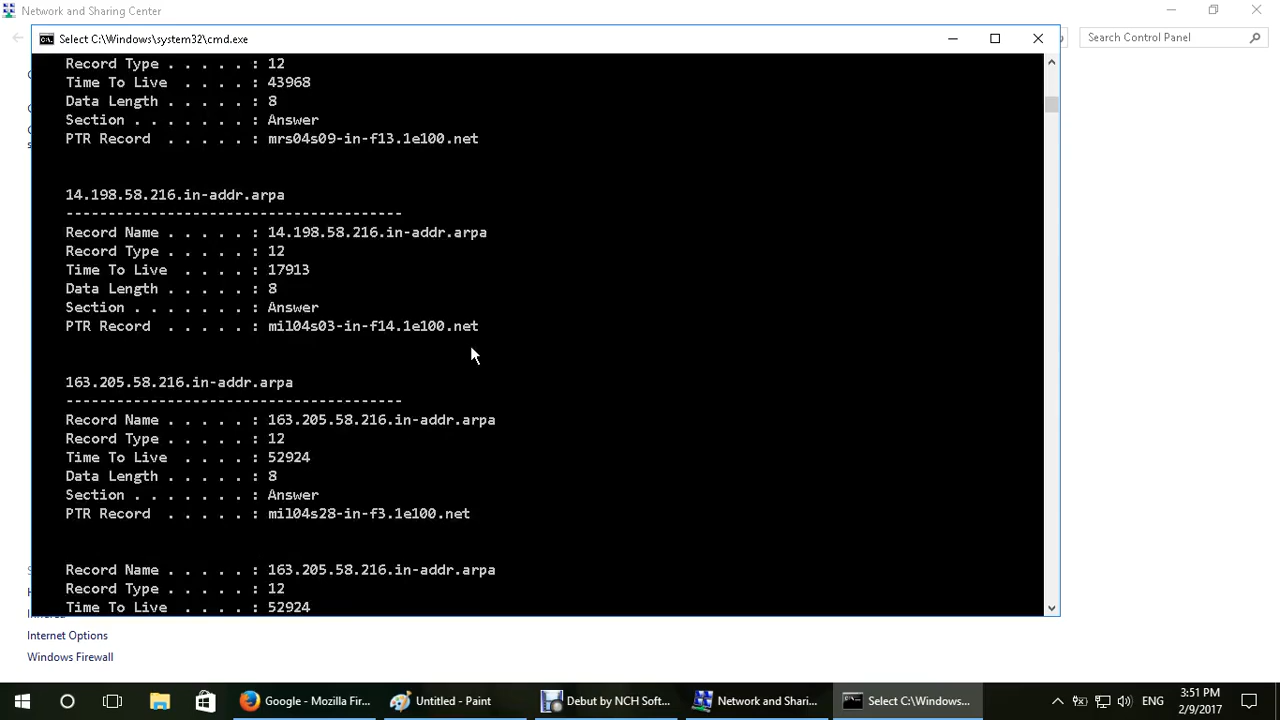 Network and Sharing Center
Search Control Panel
Select C:\Windows\system32\cmd.exe
Record Type . . . . . : 12
Time To Live  . . . . : 43968
Data Length . . . . . : 8
Section . . . . . . . : Answer
PTR Record  . . . . . : mrs04s09-in-f13.1e100.net
14.198.58.216.in-addr.arpa
----------------------------------------
Record Name . . . . . : 14.198.58.216.in-addr.arpa
Record Type . . . . . : 12
Time To Live  . . . . : 17913
Data Length . . . . . : 8
Section . . . . . . . : Answer
PTR Record  . . . . . : mil04s03-in-f14.1e100.net
163.205.58.216.in-addr.arpa
----------------------------------------
Record Name . . . . . : 163.205.58.216.in-addr.arpa
Record Type . . . . . : 12
Time To Live  . . . . : 52924
Data Length . . . . . : 8
Section . . . . . . . : Answer
PTR Record  . . . . . : mil04s28-in-f3.1e100.net
Record Name . . . . . : 163.205.58.216.in-addr.arpa
Record Type . . . . . : 12
Time To Live  . . . . : 52924
Internet Options
Windows Firewall
Google - Mozilla Fir...
Untitled - Paint
Debut by NCH Soft...
Network and Shari...
Select C:\Windows...
ENG
3:51 PM
2/9/2017